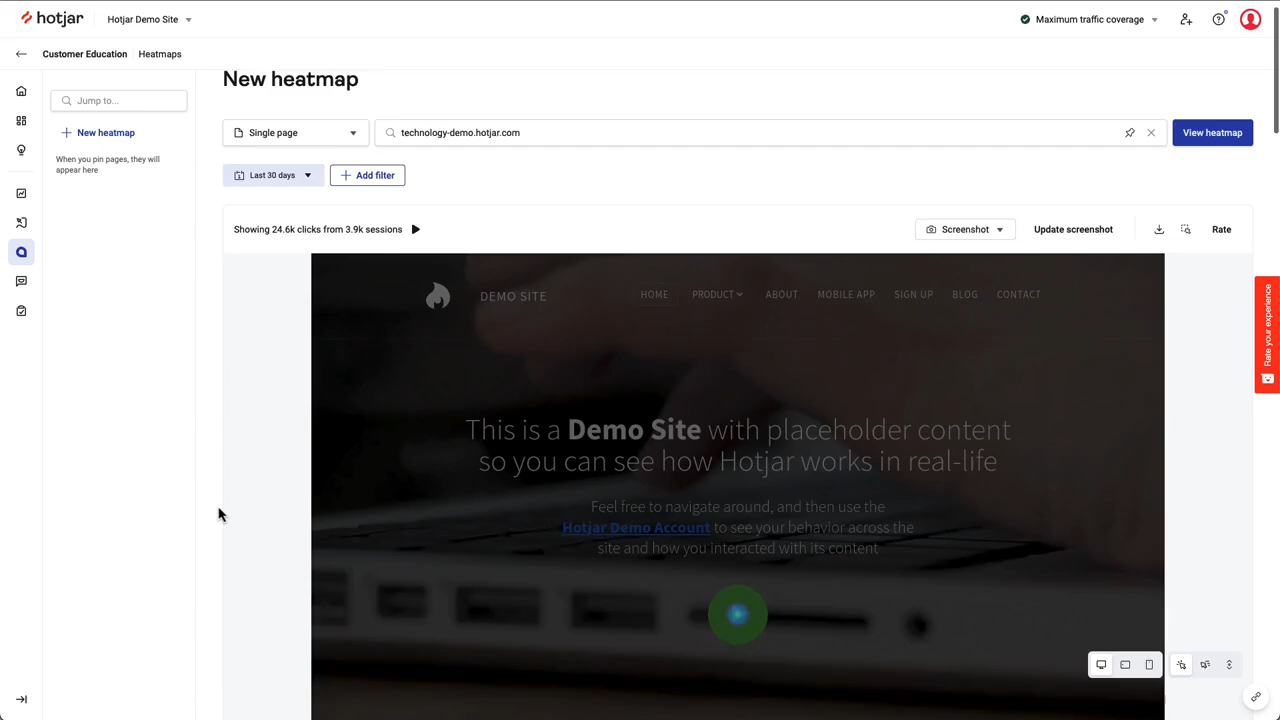 hotjar
Hotjar Demo Site
Maximum traffic coverage
Customer Education
Heatmaps
Jump to...
New heatmap
When you pin pages, they will
appear here
New heatmap
Single page
technology-demo.hotjar.com
View heatmap
Last 30 days
Add filter
Showing 24.6k clicks from 3.9k sessions
Screenshot
Update screenshot
Rate
DEMO SITE
HOME
PRODUCT
ABOUT
MOBILE APP
SIGN UP
BLOG
CONTACT
This is a Demo Site with placeholder content
so you can see how Hotjar works in real-life
Feel free to navigate around, and then use the
Hotjar Demo Account to see your behavior across the
site and how you interacted with its content
Rate your experience